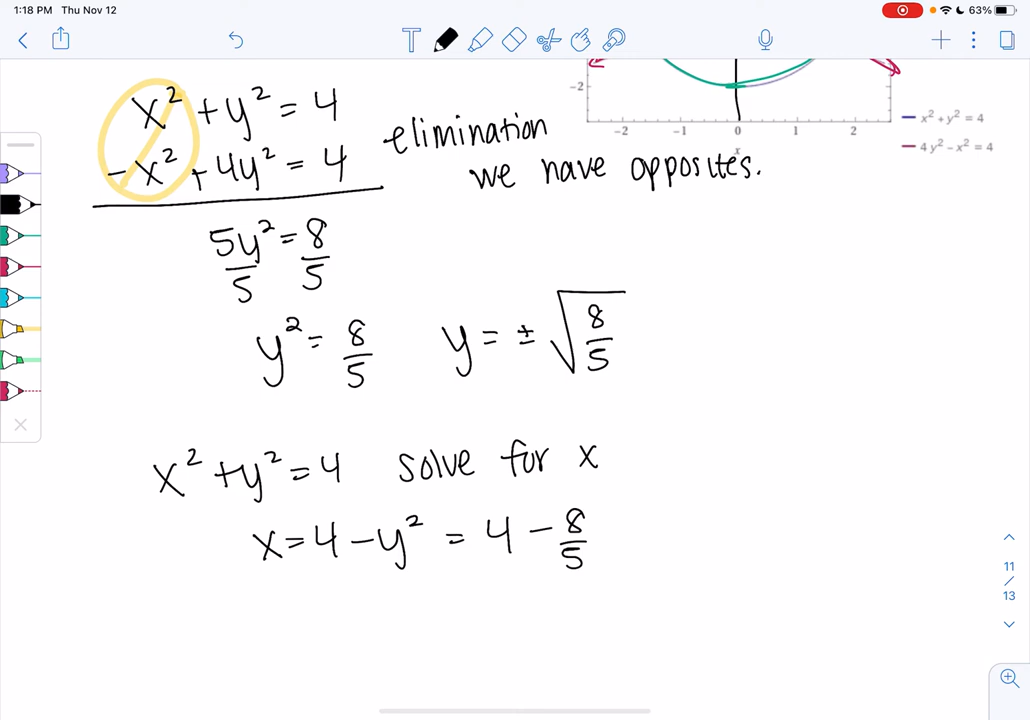 1:18 PM Thu Nov 12
63%
T
-2
-2 -1 0 1 2
x
x² + y² = 4
4 y² - x² = 4
x² + y² = 4
-x² + 4y² = 4
elimination
we have opposites.
5y²/5 = 8/5
y² = 8/5 y = ± √(8/5)
x² + y² = 4 solve for x
x = 4 - y² = 4 - 8/5
11
/
13